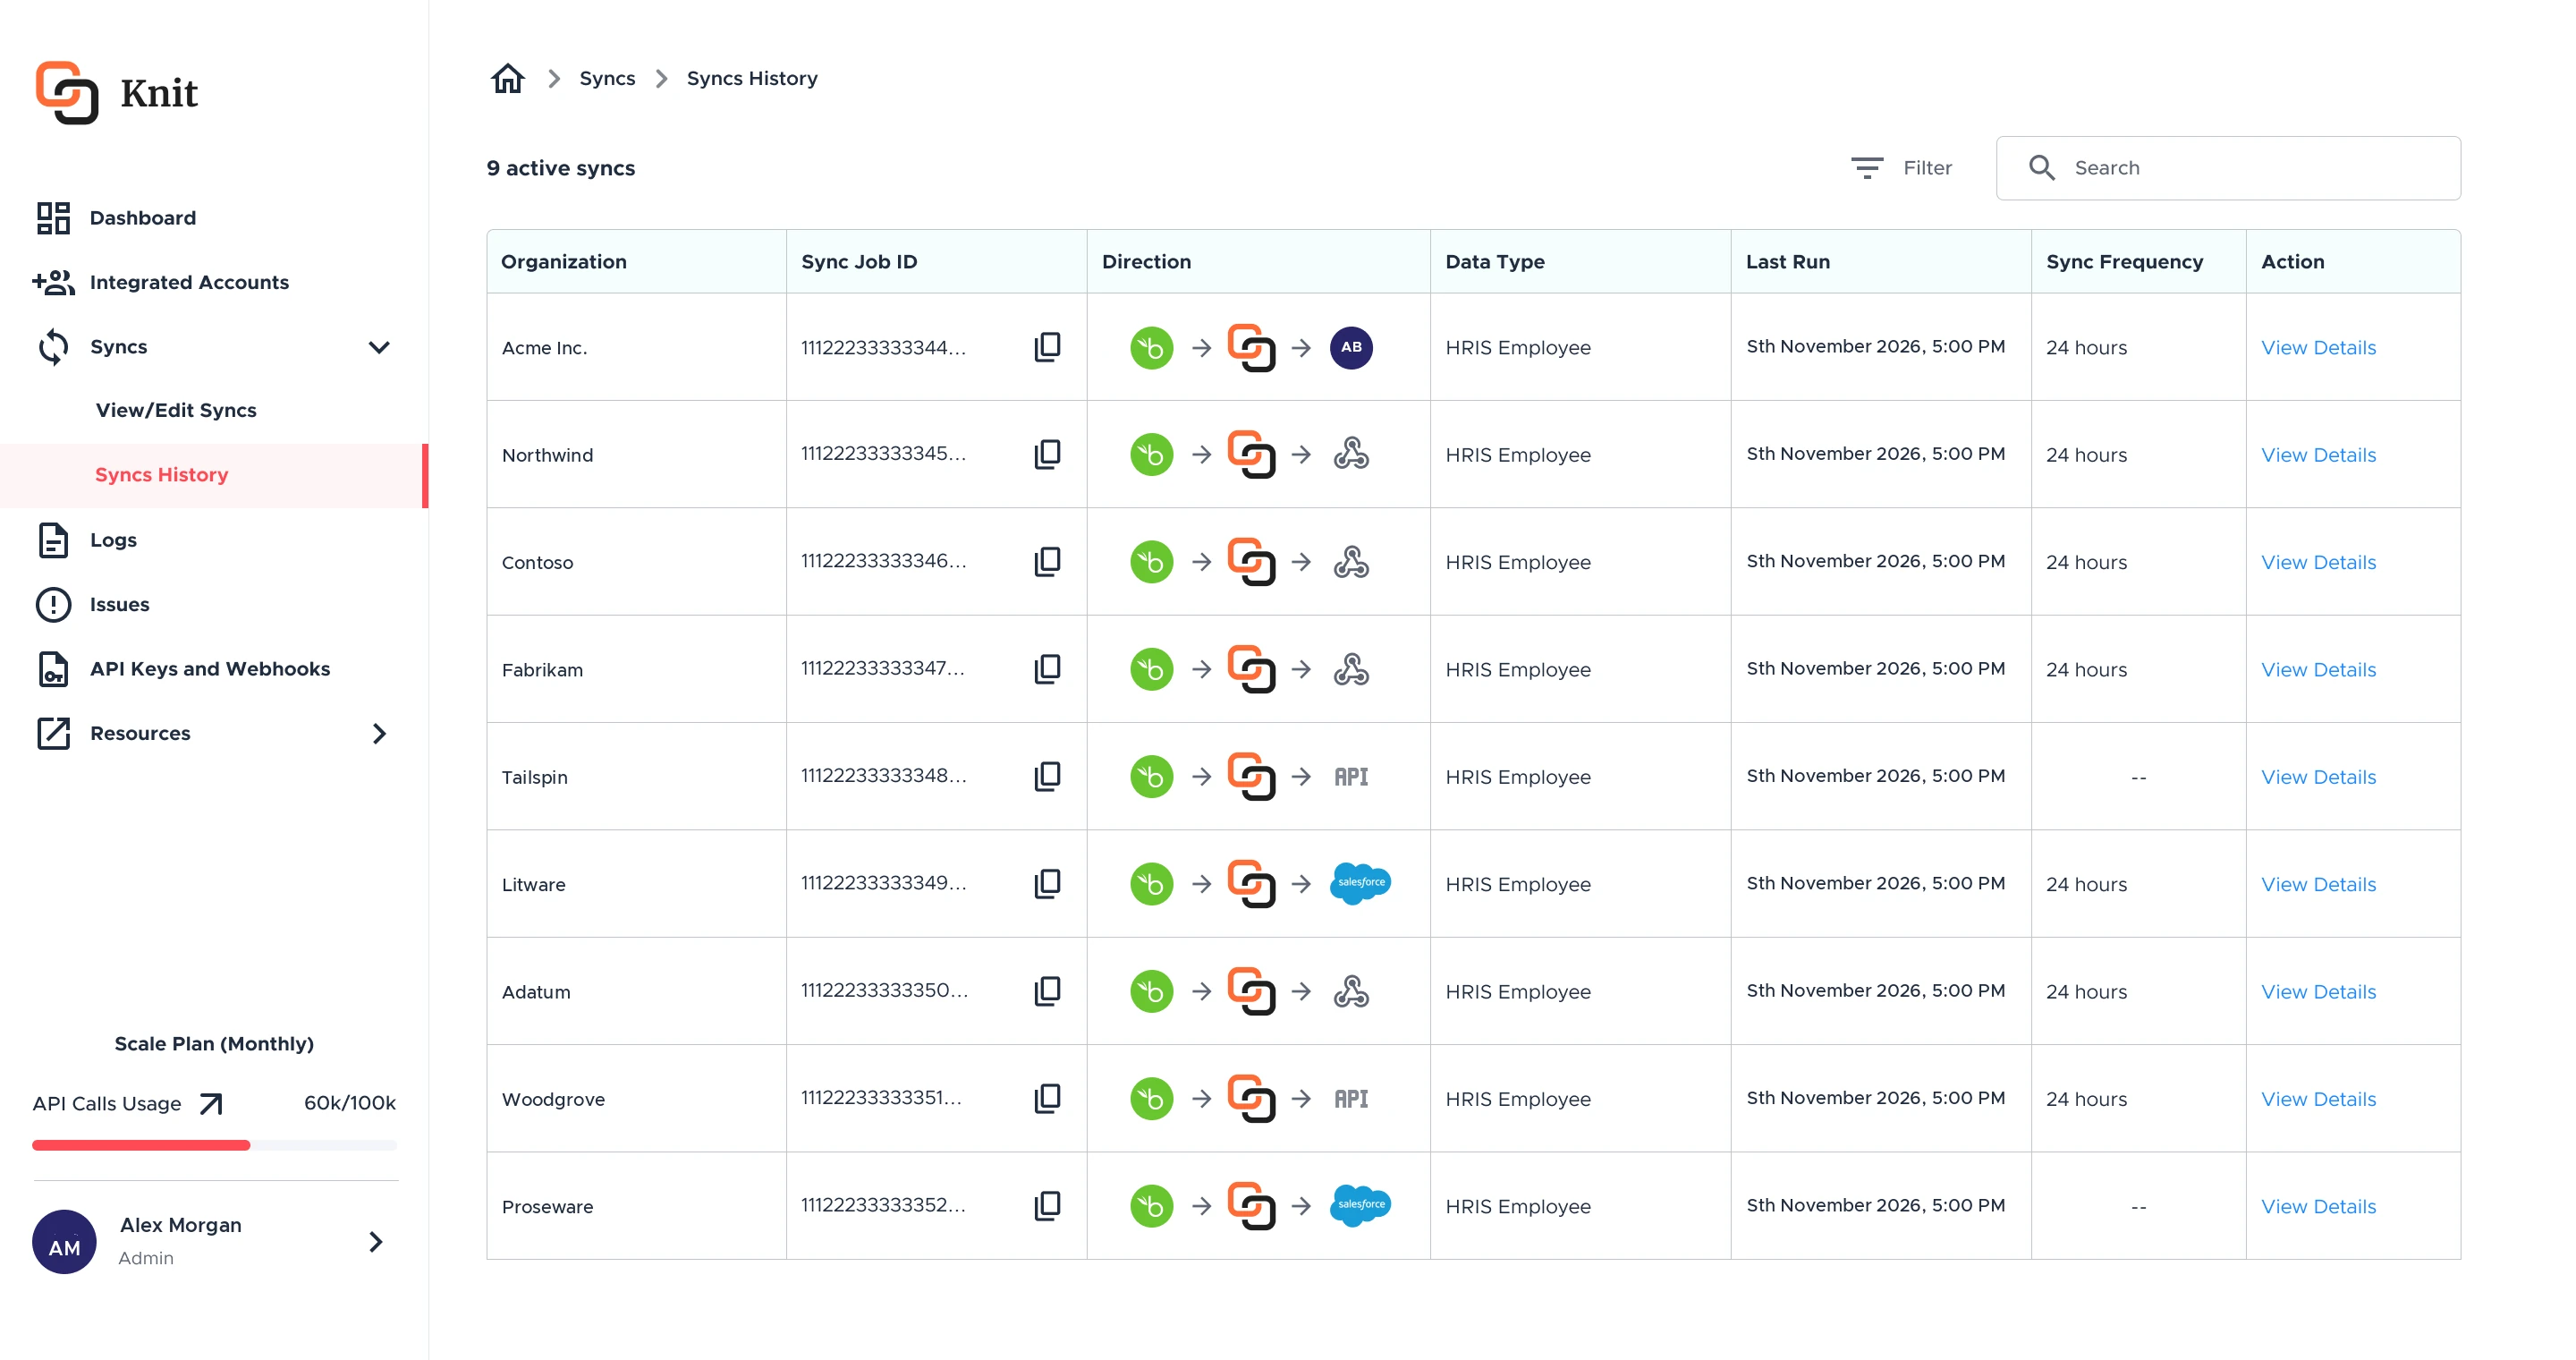 Knit
Dashboard
Integrated Accounts
Syncs
View/Edit Syncs
Syncs History
Logs
Issues
API Keys and Webhooks
Resources
Scale Plan (Monthly)
API Calls Usage 60k/100k
AM Alex Morgan
Admin
Syncs Syncs History
9 active syncs Filter Search
Organization Sync Job ID Direction Data Type Last Run Sync Frequency Action
Acme Inc. 11122233333344... b AB HRIS Employee Sth November 2026, 5:00 PM 24 hours View Details
Northwind 11122233333345... b HRIS Employee Sth November 2026, 5:00 PM 24 hours View Details
Contoso 11122233333346... b HRIS Employee Sth November 2026, 5:00 PM 24 hours View Details
Fabrikam 11122233333347... b HRIS Employee Sth November 2026, 5:00 PM 24 hours View Details
Tailspin 11122233333348... b API HRIS Employee Sth November 2026, 5:00 PM -- View Details
Litware 11122233333349... b salesforce HRIS Employee Sth November 2026, 5:00 PM 24 hours View Details
Adatum 11122233333350... b HRIS Employee Sth November 2026, 5:00 PM 24 hours View Details
Woodgrove 11122233333351... b API HRIS Employee Sth November 2026, 5:00 PM 24 hours View Details
Proseware 11122233333352... b salesforce HRIS Employee Sth November 2026, 5:00 PM -- View Details